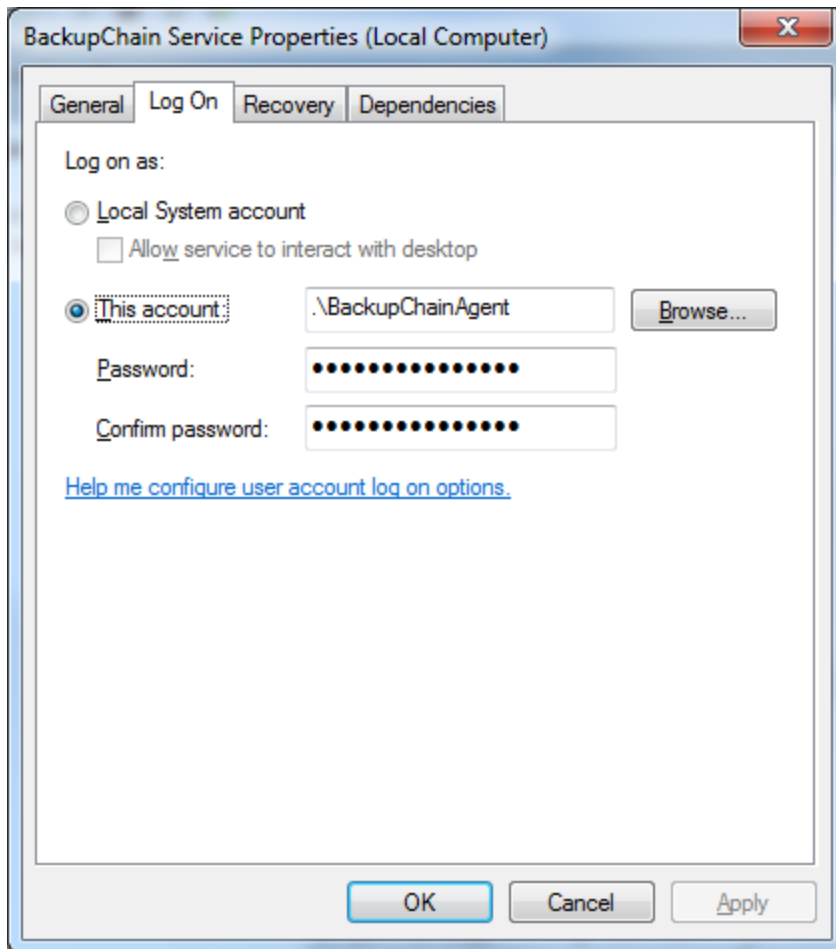 BackupChain Service Properties (Local Computer)
General Log On Recovery Dependencies
Log on as:
Local System account
Allow service to interact with desktop
This account: .\BackupChainAgent Browse...
Password: •••••••••••••••
Confirm password: •••••••••••••••
Help me configure user account log on options.
OK Cancel Apply